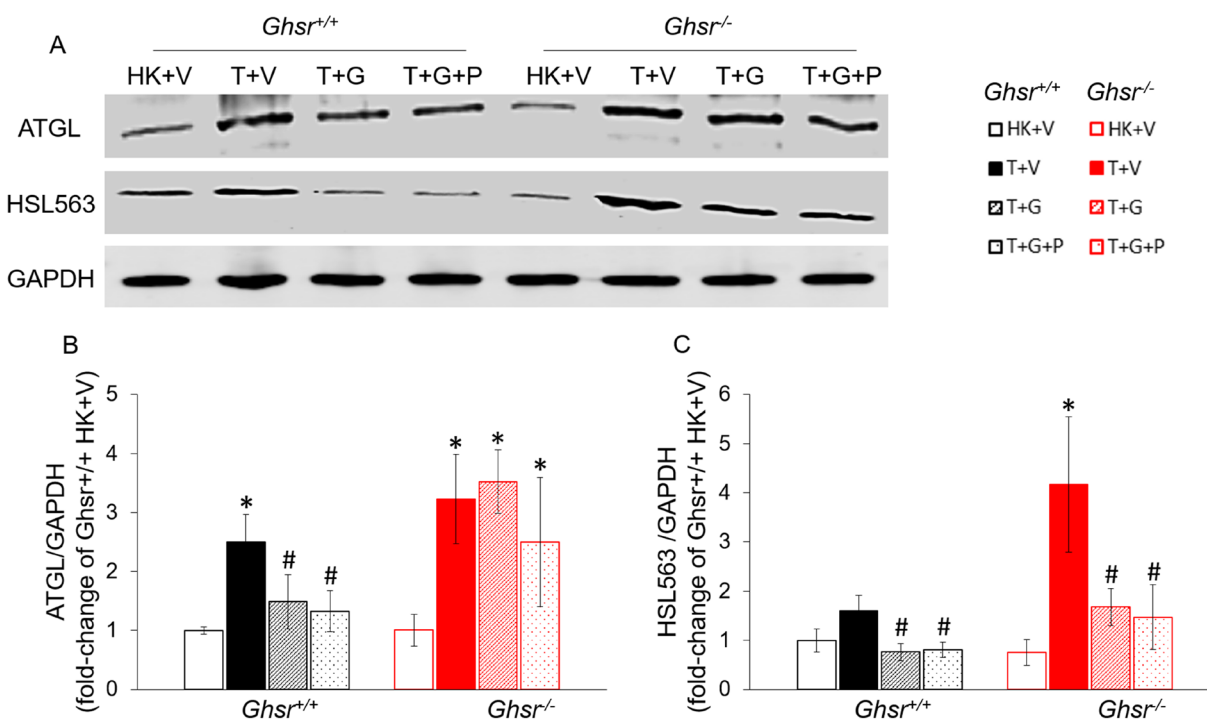 A
Ghsr+/+
Ghsr-/-
HK+V T+V T+G T+G+P HK+V T+V T+G T+G+P
ATGL
HSL563
GAPDH
Ghsr+/+ Ghsr-/-
HK+V HK+V
T+V T+V
T+G T+G
T+G+P T+G+P
B
ATGL/GAPDH
(fold-change of Ghsr+/+ HK+V)
5
4
3
2
1
0
*
#
#
*
*
*
Ghsr+/+ Ghsr-/-
C
HSL563 /GAPDH
(fold-change of Ghsr+/+ HK+V)
6
5
4
3
2
1
0
#
#
*
#
#
Ghsr+/+ Ghsr-/-